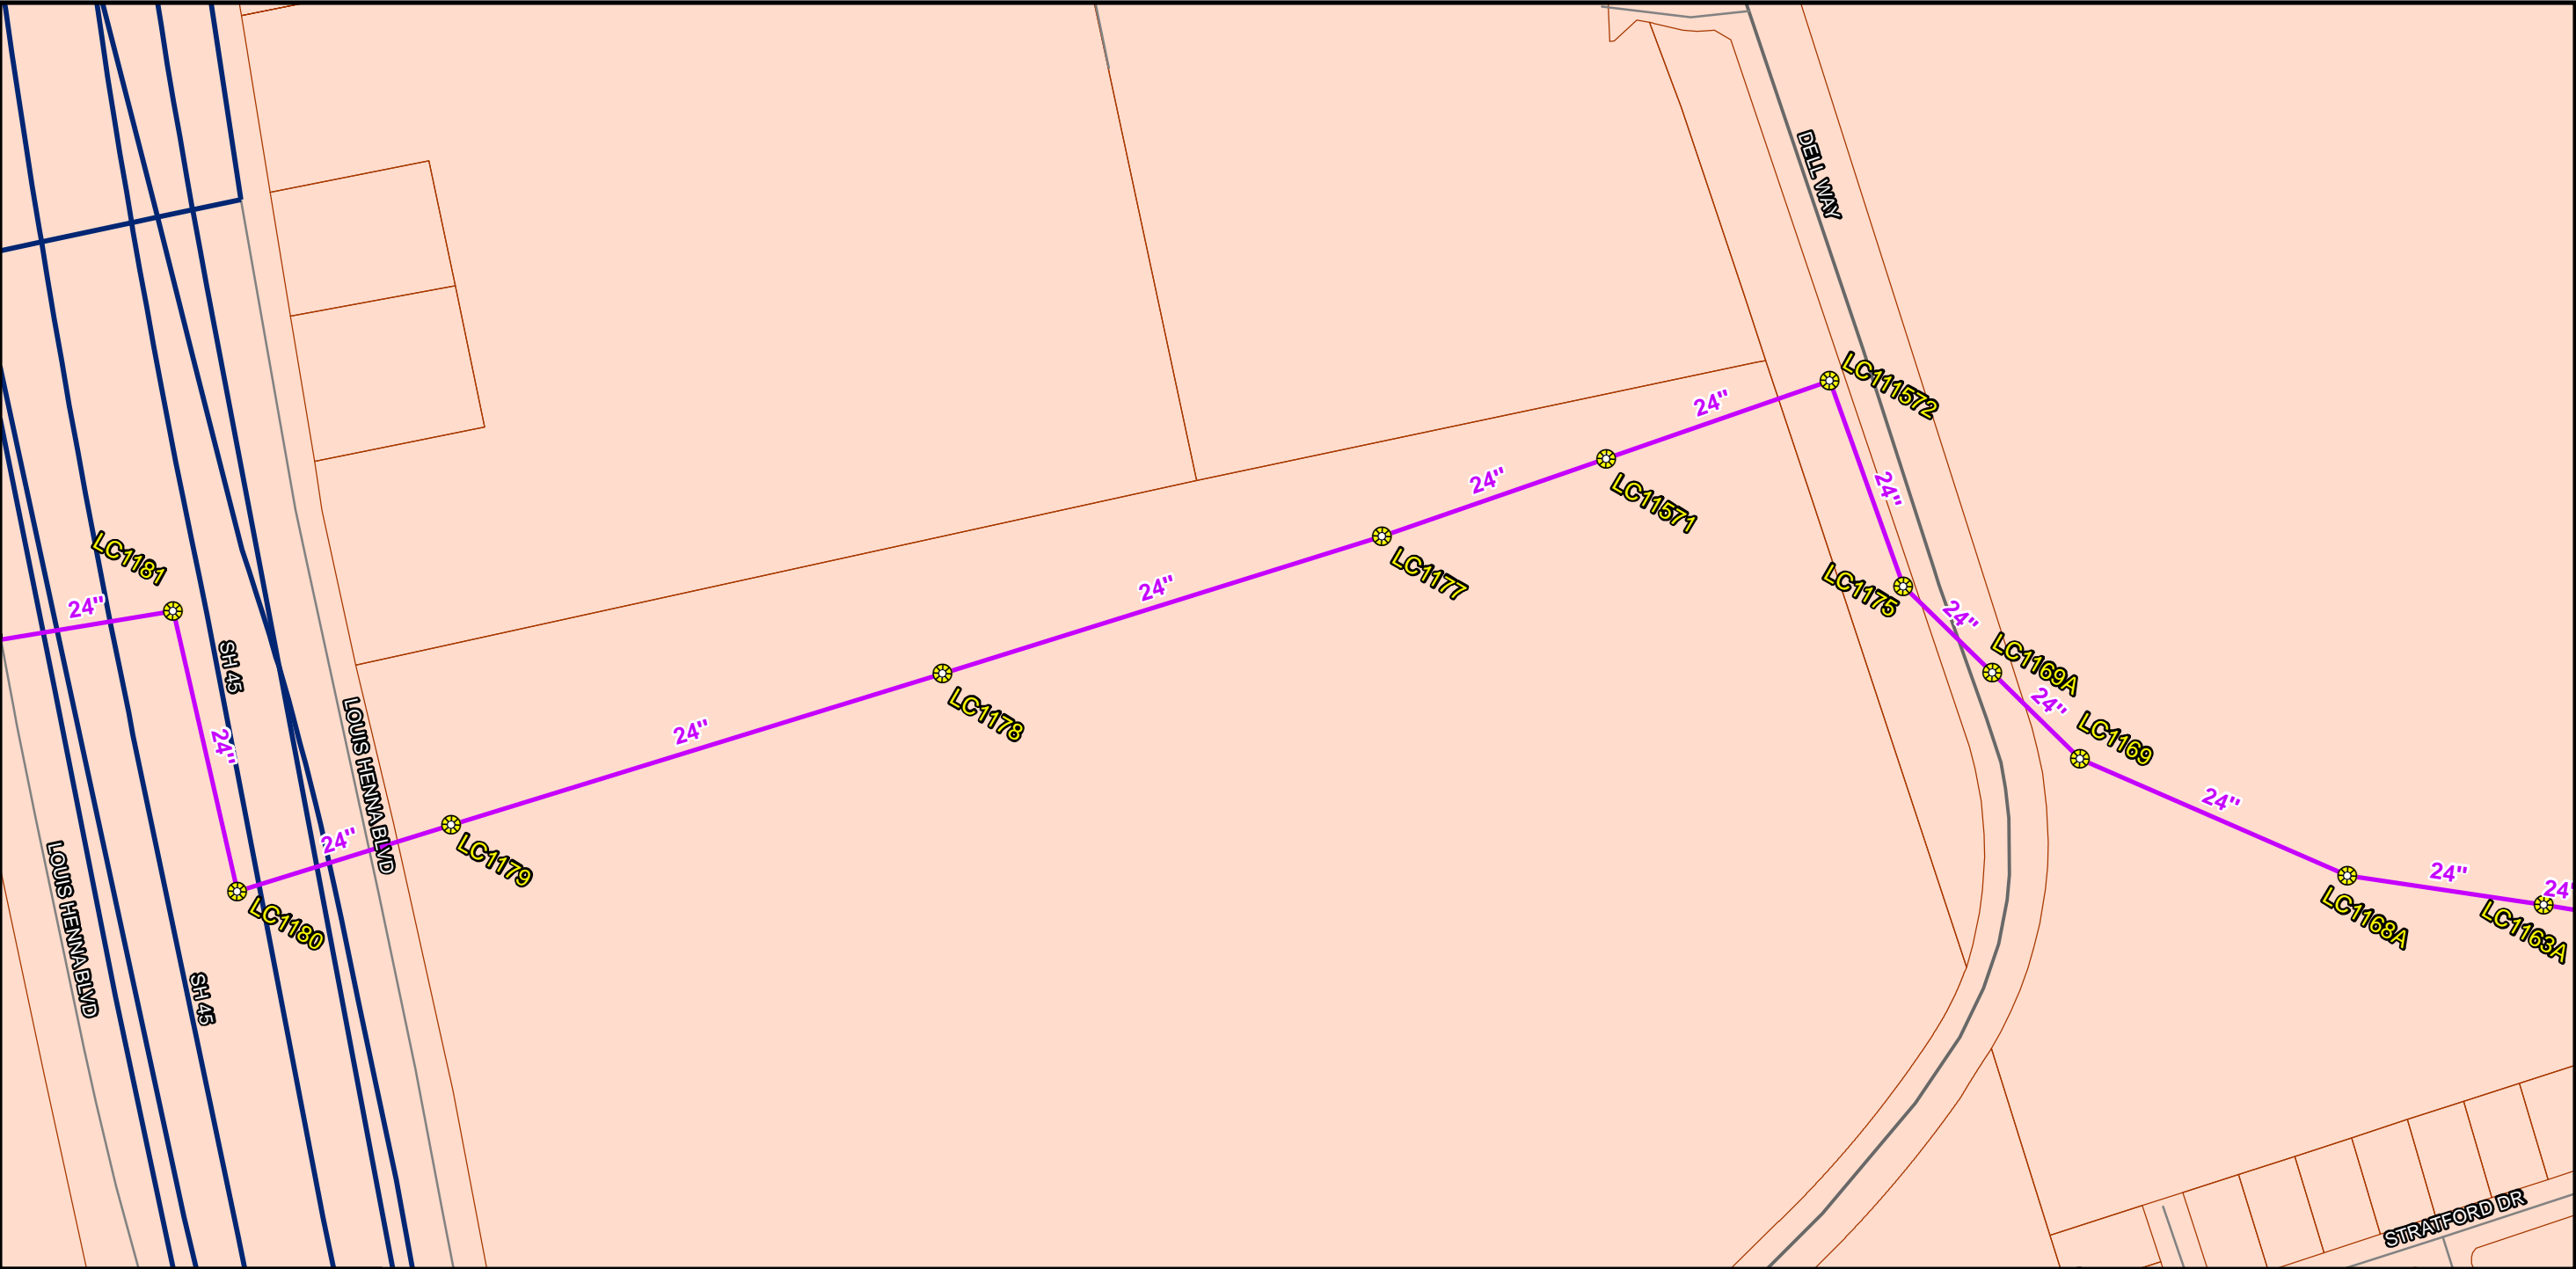 DELL WAY
LC111572
24"
24"
LC11571
24"
24"
LC1177
LC1175
24"
LC1169A
24"
LC1169
24"
LC1181
24"
SH 45
24"
LOUIS HENNA BLVD
24"
LC1178
24"
24"
LC1179
LC1180
LOUIS HENNA BLVD
SH 45
24"
24"
LC1168A
LC1163A
STRATFORD DR